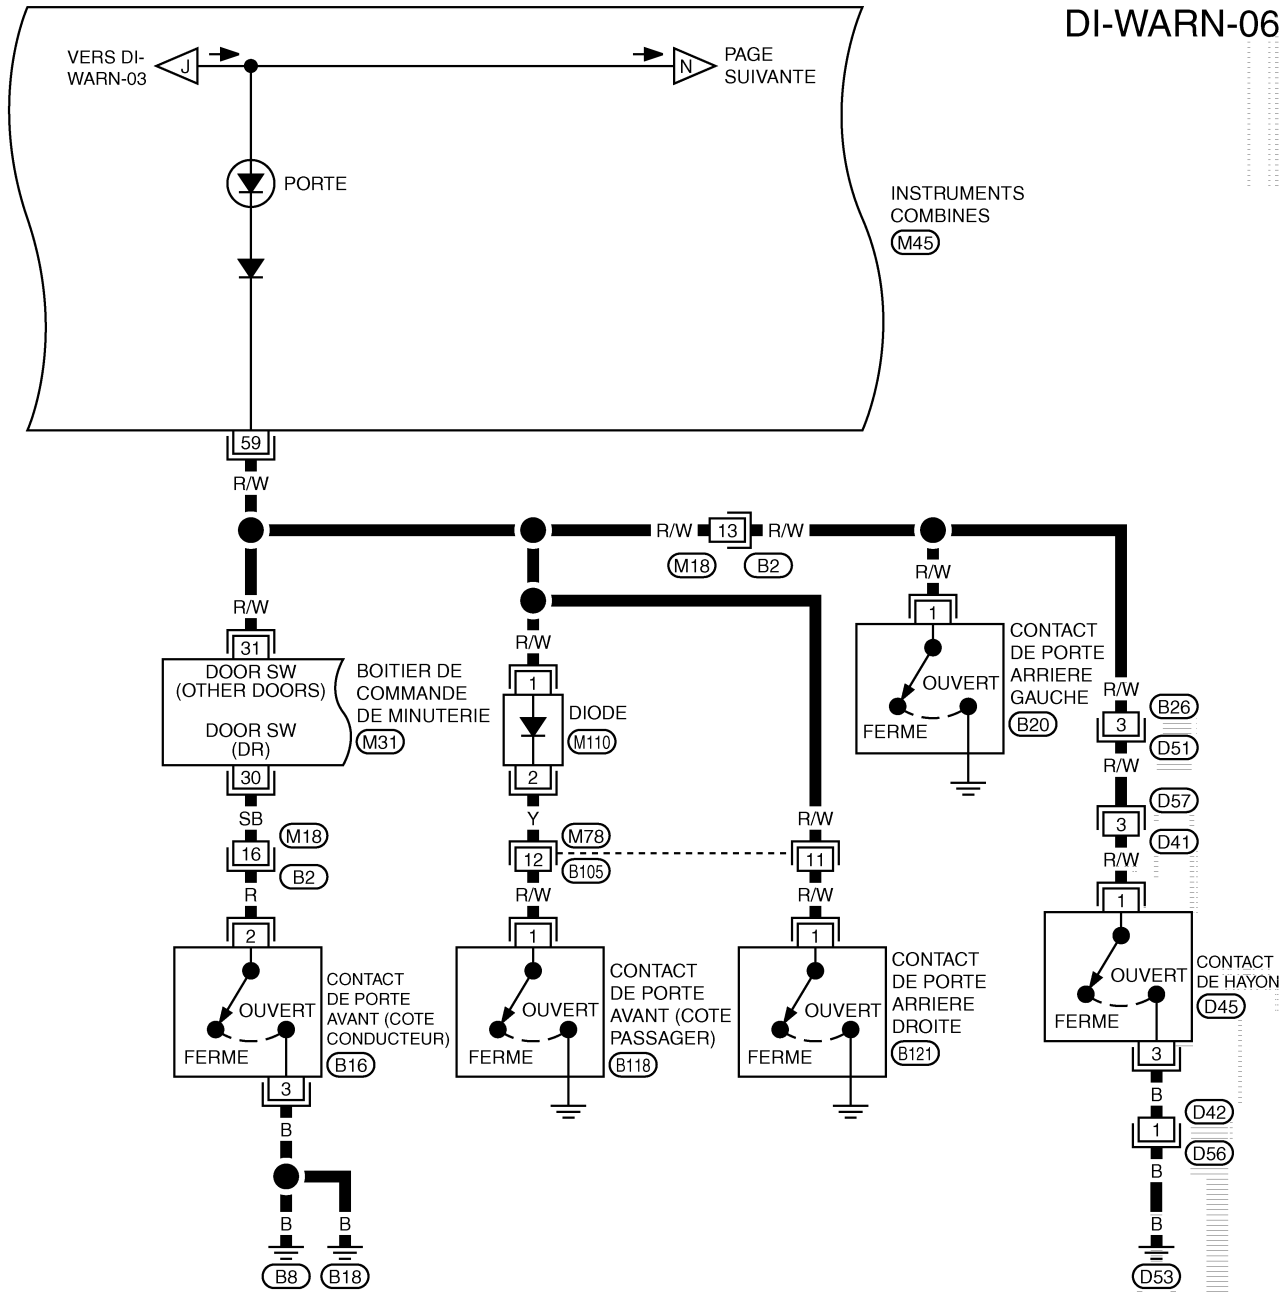 DI-WARN-06
VERS DI-
WARN-03
J
N
PAGE
SUIVANTE
PORTE
INSTRUMENTS
COMBINES
M45
59
R/W
R/W
13
R/W
M18
B2
R/W
1
CONTACT
DE PORTE
ARRIERE
GAUCHE
B20
OUVERT
FERME
R/W
31
DOOR SW
(OTHER DOORS)
DOOR SW
(DR)
30
BOITIER DE
COMMANDE
DE MINUTERIE
M31
R/W
1
DIODE
M110
2
Y
R/W
B26
3
D51
R/W
D57
3
D41
R/W
SB
M18
16
B2
R
M78
12
B105
R/W
R/W
11
R/W
2
OUVERT
FERME
CONTACT
DE PORTE
AVANT (COTE
CONDUCTEUR)
B16
3
1
OUVERT
FERME
CONTACT
DE PORTE
AVANT (COTE
PASSAGER)
B118
1
OUVERT
FERME
CONTACT
DE PORTE
ARRIERE
DROITE
B121
1
OUVERT
FERME
CONTACT
DE HAYON
D45
3
B
D42
1
D56
B
B
D53
B
B
B
B8
B18